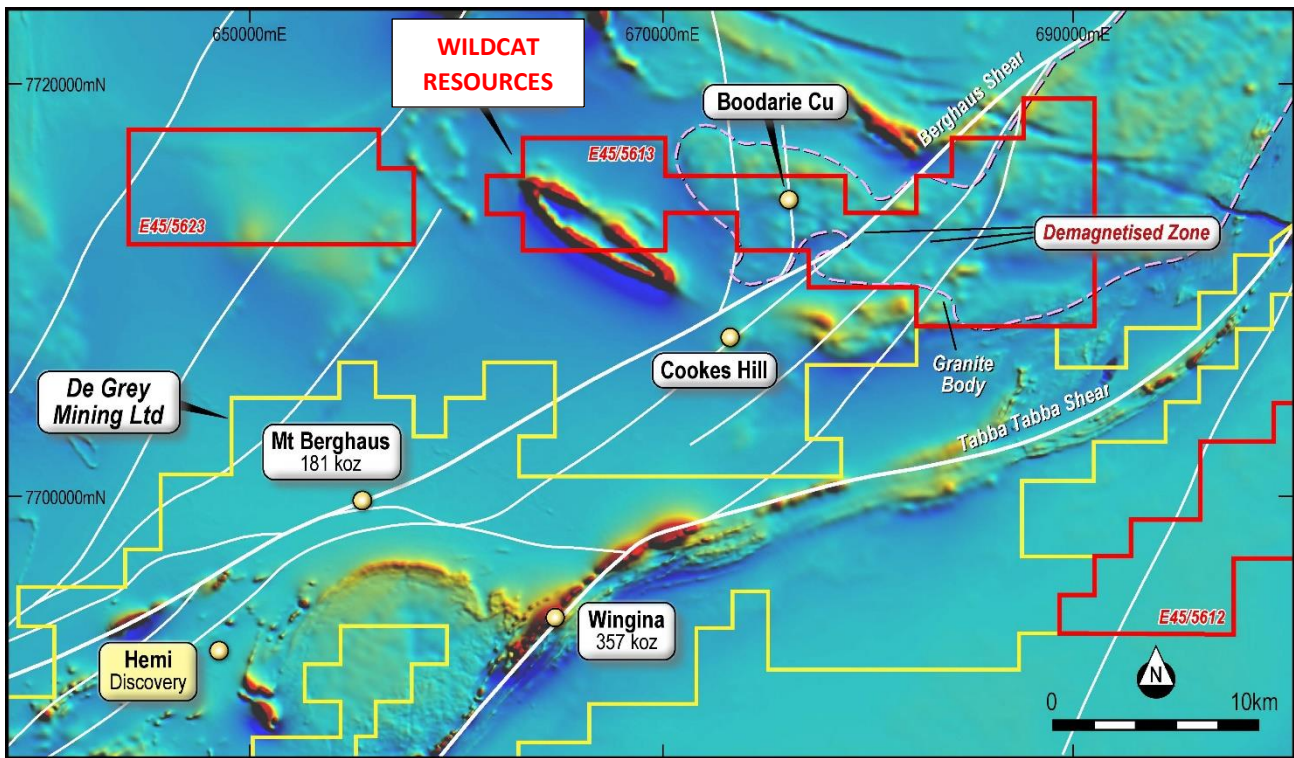 650000mE
670000mE
690000mE
WILDCAT
RESOURCES
7720000mN
Boodarie Cu
Berghaus Shear
E45/5613
E45/5623
Demagnetised Zone
Cookes Hill
Granite
Body
De Grey
Mining Ltd
Tabba Tabba Shear
Mt Berghaus
181 koz
7700000mN
Wingina
357 koz
E45/5612
Hemi
Discovery
N
0
10km